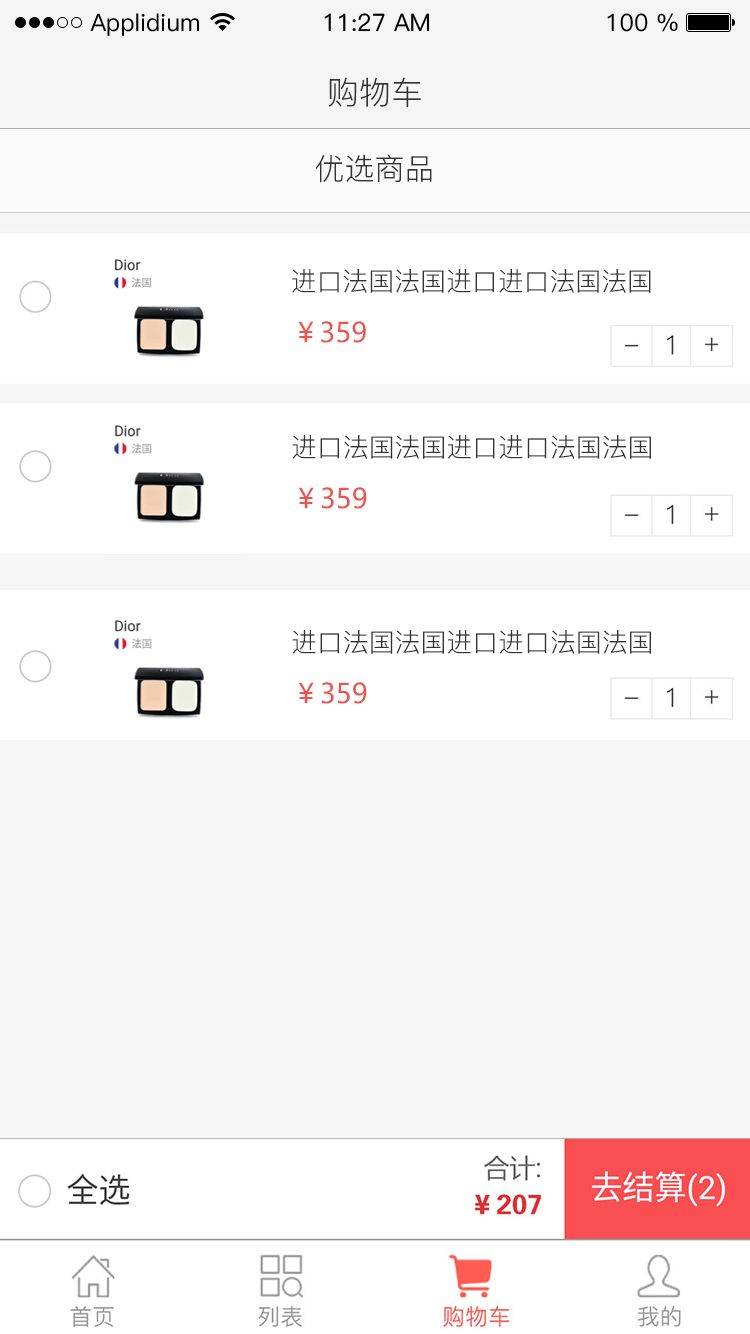 Applidium 11:27 AM 100 %
购物车
优选商品
Dior
法国
进口法国法国进口进口法国法国
¥ 359
− 1 +
Dior
法国
进口法国法国进口进口法国法国
¥ 359
− 1 +
Dior
法国
进口法国法国进口进口法国法国
¥ 359
− 1 +
全选
合计:
¥ 207
去结算(2)
首页 列表 购物车 我的